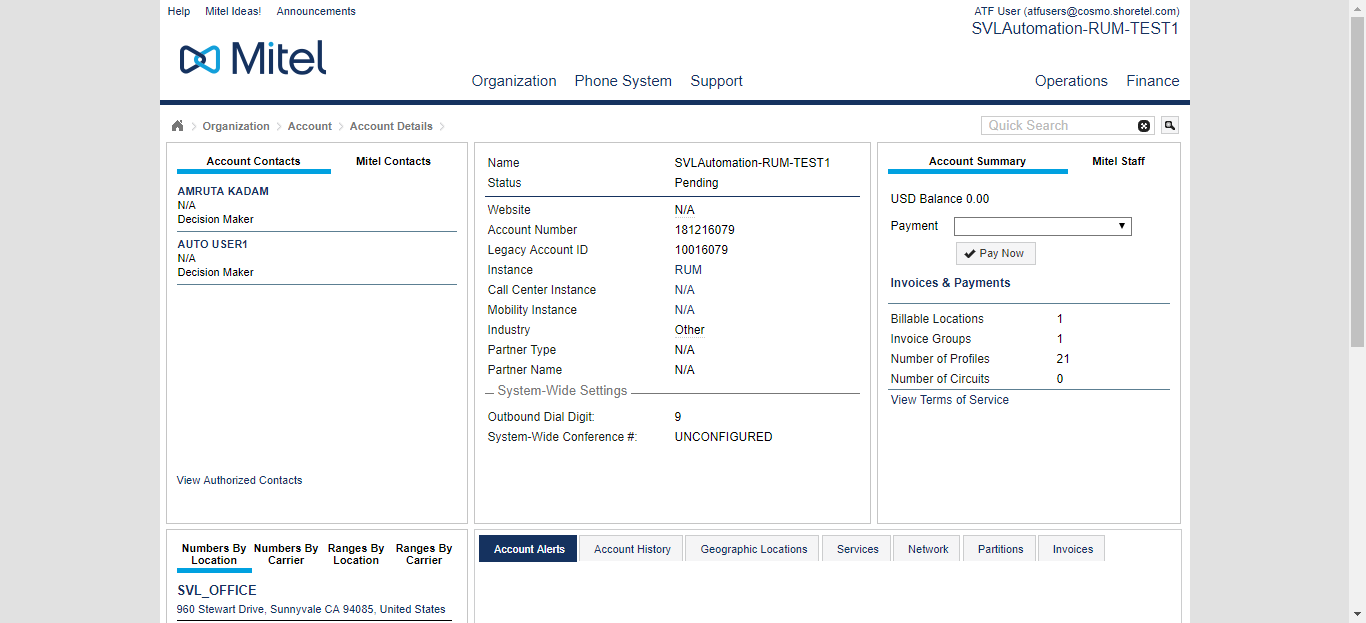 Help Mitel Ideas! Announcements
ATF User (atfusers@cosmo.shoretel.com)
SVLAutomation-RUM-TEST1
Mitel
Organization Phone System Support Operations Finance
Organization Account Account Details
Quick Search
Account Contacts Mitel Contacts
AMRUTA KADAM
N/A
Decision Maker
AUTO USER1
N/A
Decision Maker
View Authorized Contacts
Name SVLAutomation-RUM-TEST1
Status Pending
Website N/A
Account Number 181216079
Legacy Account ID 10016079
Instance RUM
Call Center Instance N/A
Mobility Instance N/A
Industry Other
Partner Type N/A
Partner Name N/A
System-Wide Settings
Outbound Dial Digit: 9
System-Wide Conference #: UNCONFIGURED
Account Summary Mitel Staff
USD Balance 0.00
Payment
Pay Now
Invoices & Payments
Billable Locations 1
Invoice Groups 1
Number of Profiles 21
Number of Circuits 0
View Terms of Service
Numbers By Location Numbers By Carrier Ranges By Location Ranges By Carrier
SVL_OFFICE
960 Stewart Drive, Sunnyvale CA 94085, United States
Account Alerts Account History Geographic Locations Services Network Partitions Invoices